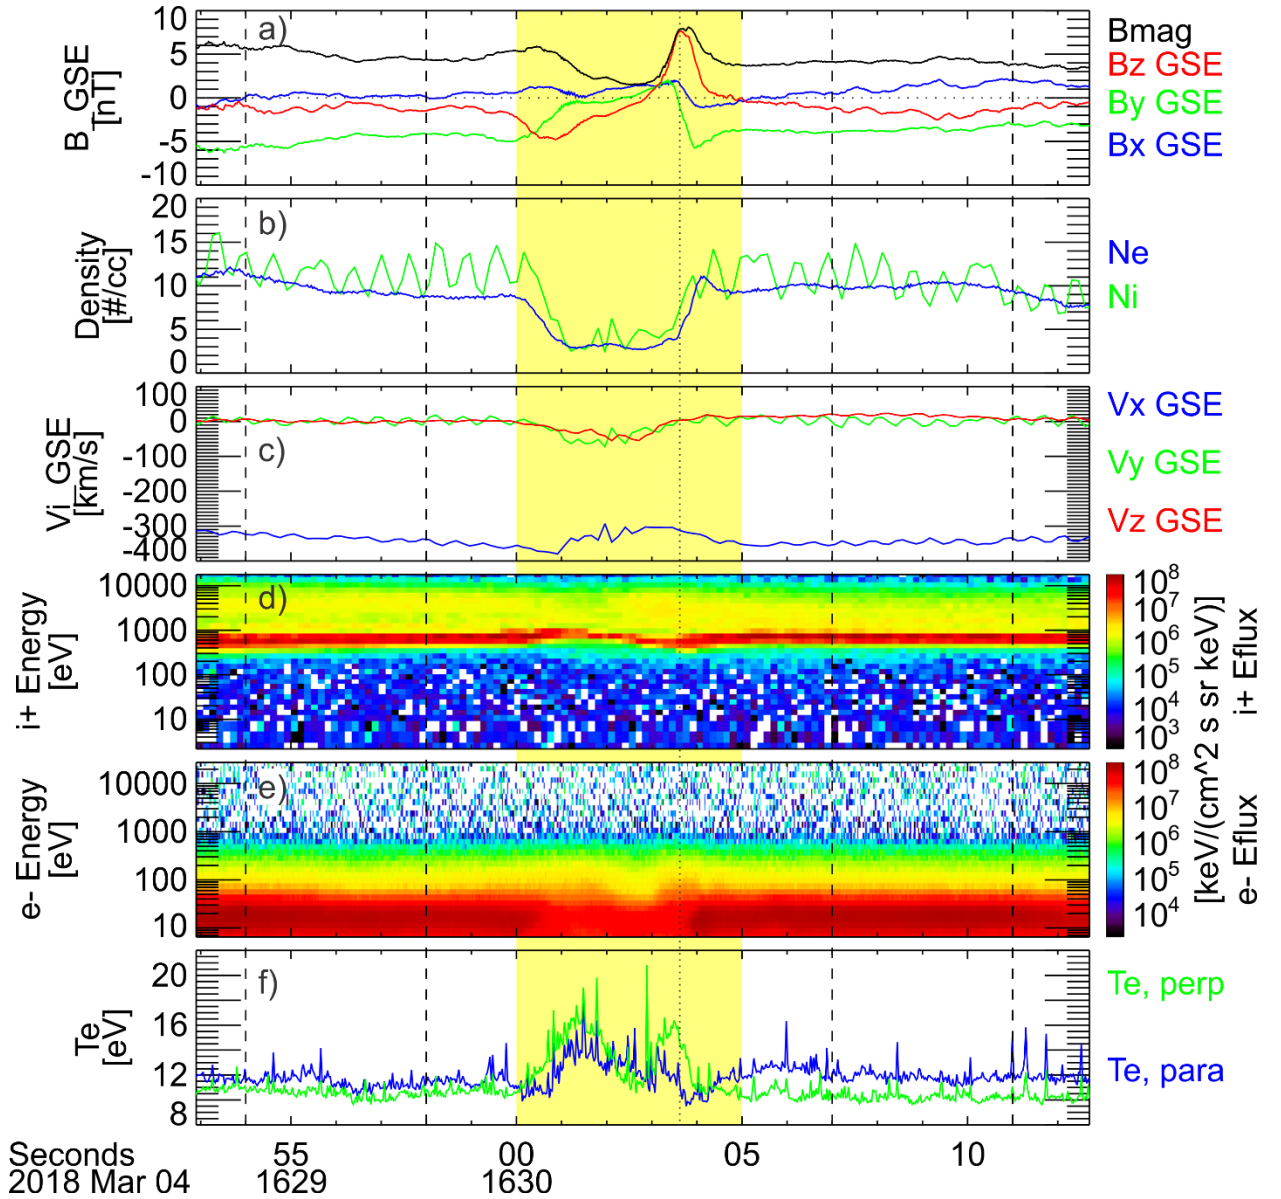 a)
B_GSE
[nT]
10
5
0
-5
-10
Bmag
Bz GSE
By GSE
Bx GSE
b)
Density
[#/cc]
20
15
10
5
0
Ne
Ni
c)
Vi_GSE
[km/s]
100
0
-100
-200
-300
-400
Vx GSE
Vy GSE
Vz GSE
d)
i+ Energy
[eV]
10000
1000
100
10
10^8
10^7
10^6
10^5
10^4
10^3
i+ Eflux
[keV/(cm^2 s sr keV)]
e)
e- Energy
[eV]
10000
1000
100
10
10^8
10^7
10^6
10^5
10^4
e- Eflux
f)
Te
[eV]
20
16
12
8
Te, perp
Te, para
Seconds 55 00 05 10
2018 Mar 04 1629 1630